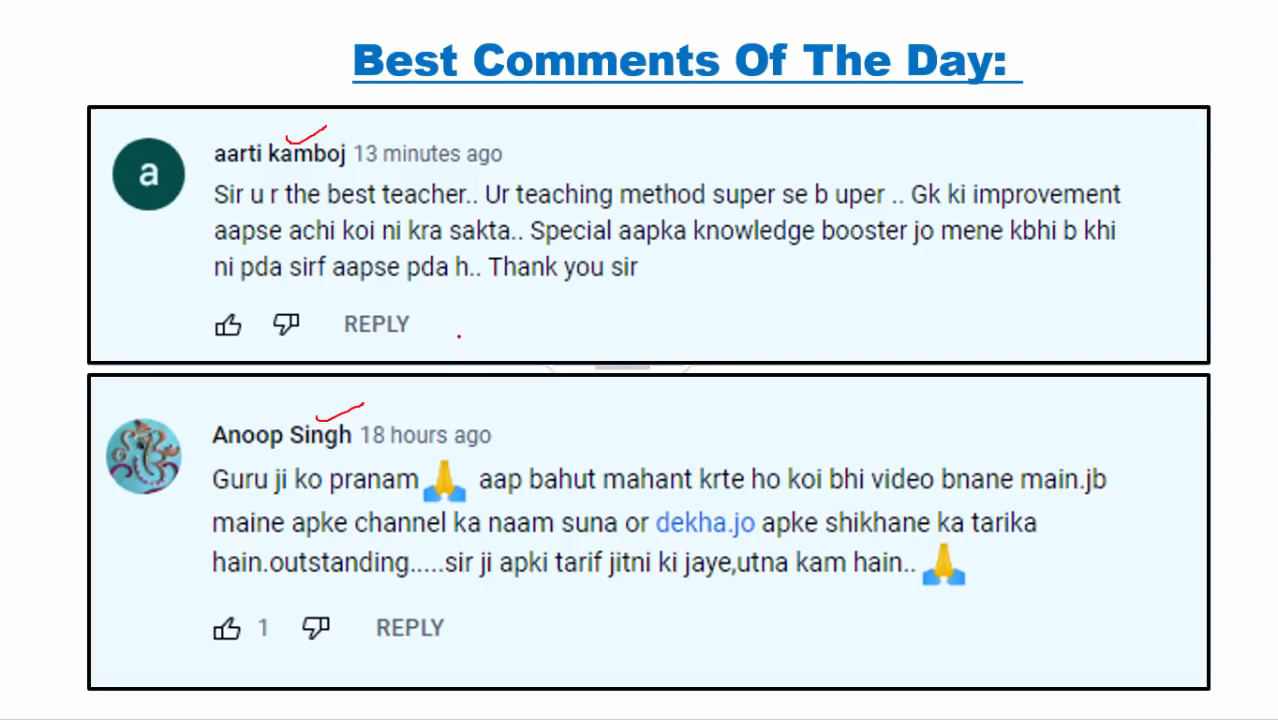 Best Comments Of The Day:
a
aarti kamboj 13 minutes ago
Sir u r the best teacher.. Ur teaching method super se b uper .. Gk ki improvement
aapse achi koi ni kra sakta.. Special aapka knowledge booster jo mene kbhi b khi
ni pda sirf aapse pda h.. Thank you sir
REPLY
Anoop Singh 18 hours ago
Guru ji ko pranam🙏 aap bahut mahant krte ho koi bhi video bnane main.jb
maine apke channel ka naam suna or dekha.jo apke shikhane ka tarika
hain.outstanding.....sir ji apki tarif jitni ki jaye,utna kam hain.. 🙏
1 REPLY